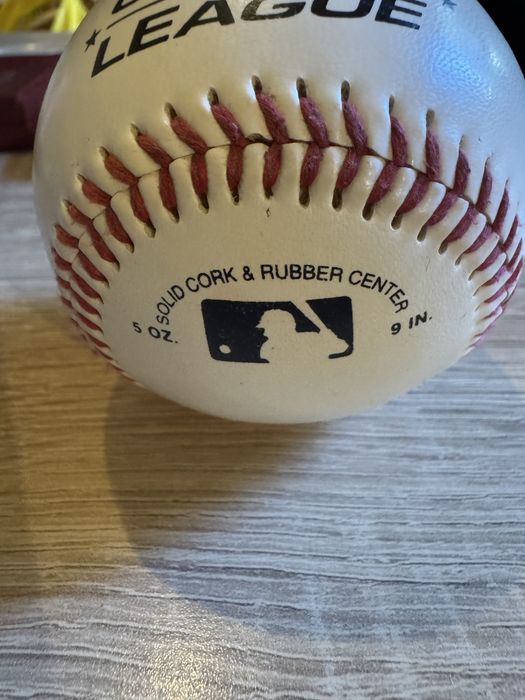 LEAGUE
SOLID CORK & RUBBER CENTER
5 OZ.
9 IN.